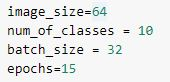 image_size=64
num_of_classes = 10
batch_size = 32
epochs=15